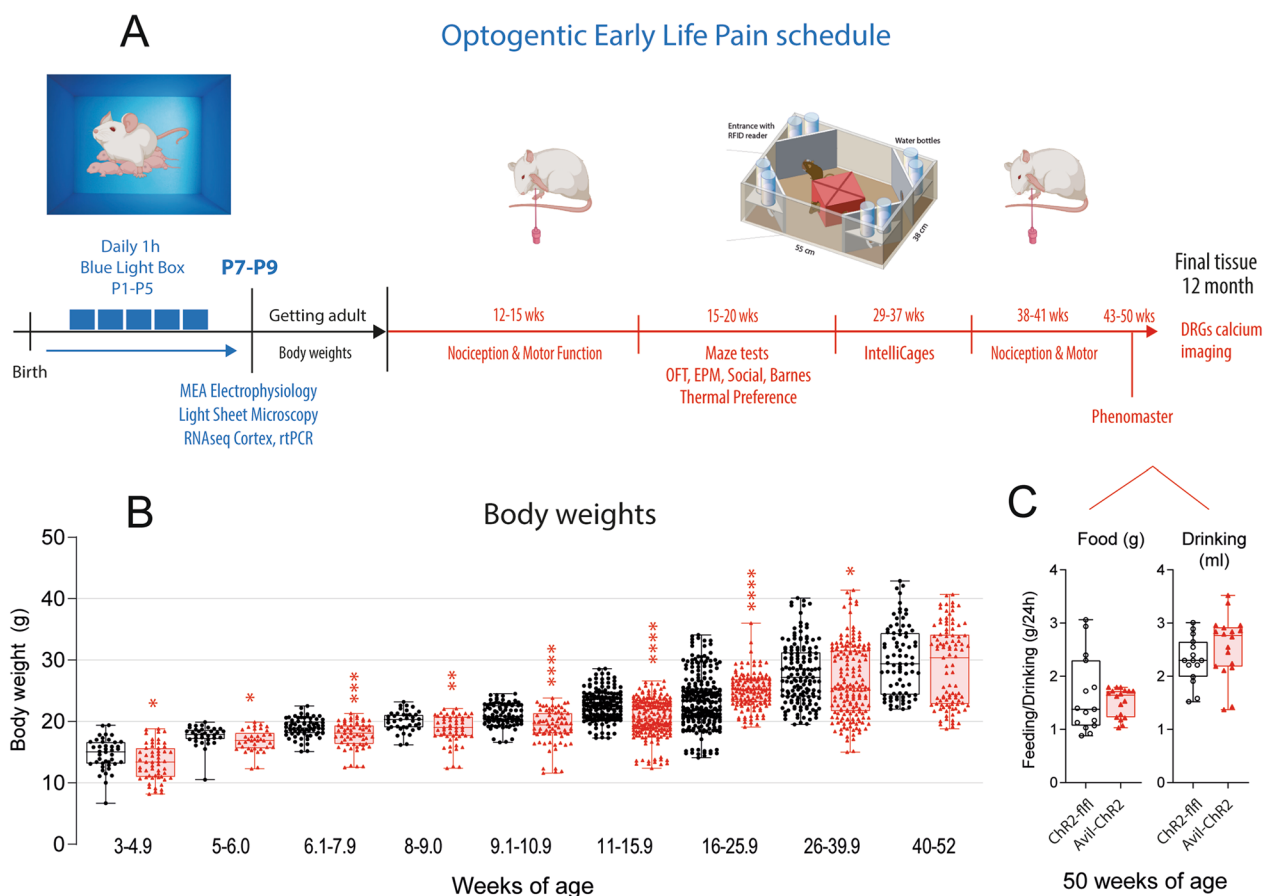 A
Optogentic Early Life Pain schedule
Entrance with
RFID reader
Water bottles
55 cm
38 cm
Daily 1h
Blue Light Box
P1-P5
P7-P9
Final tissue
12 month
Getting adult
12-15 wks
15-20 wks
29-37 wks
38-41 wks
43-50 wks
Birth
Body weights
Nociception & Motor Function
Maze tests
OFT, EPM, Social, Barnes
Thermal Preference
IntelliCages
Nociception & Motor
DRGs calcium
imaging
MEA Electrophysiology
Light Sheet Microscopy
RNAseq Cortex, rtPCR
Phenomaster
B
Body weights
Body weight (g)
50
40
30
20
10
0
*
*
***
**
****
****
****
*
3-4.9
5-6.0
6.1-7.9
8-9.0
9.1-10.9
11-15.9
16-25.9
26-39.9
40-52
Weeks of age
C
Food (g)
Drinking
(ml)
Feeding/Drinking (g/24h)
4
3
2
1
0
4
3
2
1
0
ChR2-flfl
Avil-ChR2
ChR2-flfl
Avil-ChR2
50 weeks of age